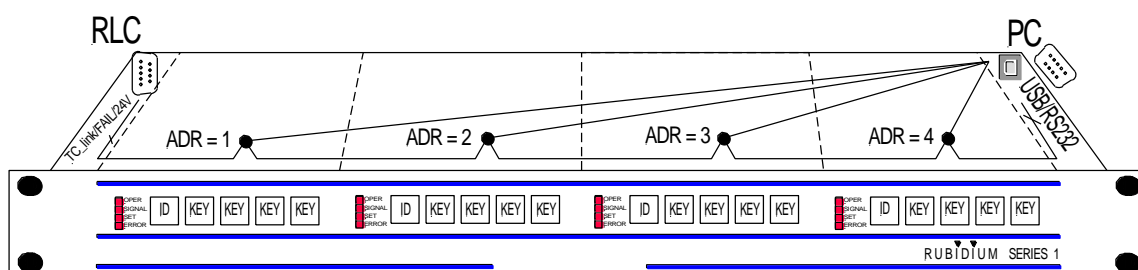 RLC
PC
TC_link/FAIL/24V
USB/RS232
ADR = 1
ADR = 2
ADR = 3
ADR = 4
OPER
SIGNAL
SET
ERROR
ID KEY KEY KEY KEY
OPER
SIGNAL
SET
ERROR
ID KEY KEY KEY KEY
OPER
SIGNAL
SET
ERROR
ID KEY KEY KEY KEY
OPER
SIGNAL
SET
ERROR
ID KEY KEY KEY KEY
RUBIDIUM SERIES 1